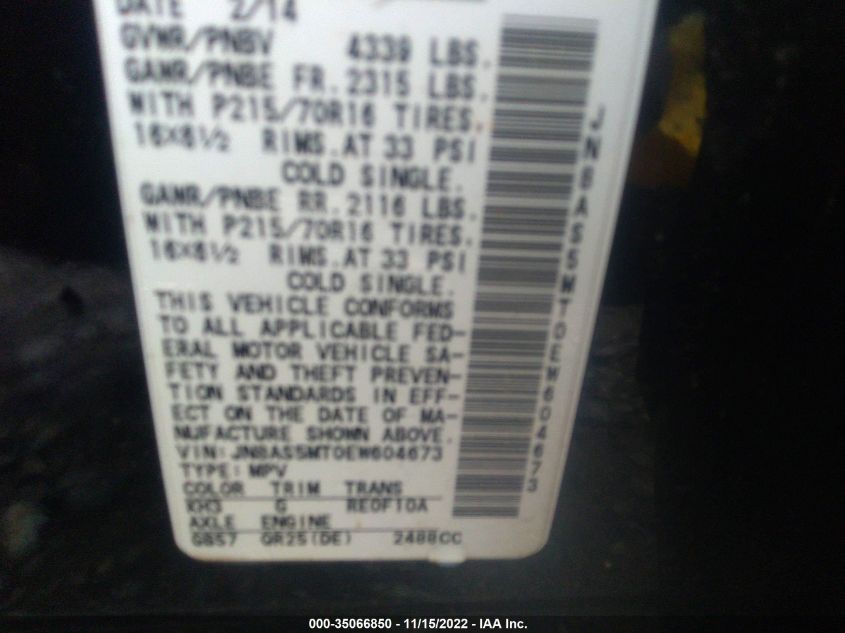 DATE 2/14
GVWR/PNBV 4339 LBS.
GAWR/PNBE FR. 2315 LBS.
WITH P215/70R16 TIRES.
16X6½ RIMS. AT 33 PSI
COLD SINGLE.
GAWR/PNBE RR. 2116 LBS.
WITH P215/70R16 TIRES.
16X6½ RIMS. AT 33 PSI
COLD SINGLE.
THIS VEHICLE CONFORMS
TO ALL APPLICABLE FED-
ERAL MOTOR VEHICLE SA-
FETY AND THEFT PREVEN-
TION STANDARDS IN EFF-
ECT ON THE DATE OF MA-
NUFACTURE SHOWN ABOVE.
VIN: JN8AS5MT0EW604673
TYPE: MPV
COLOR TRIM TRANS
KH3 G RE0F10A
AXLE ENGINE
GB57 QR25(DE) 2488CC
JN8AS5MT0EW604673
000-35066850 - 11/15/2022 - IAA Inc.